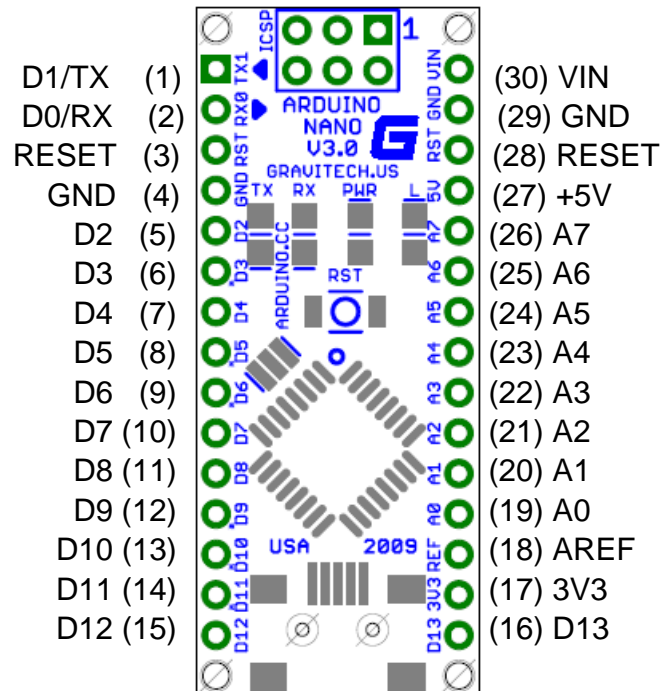 D1/TX (1)
D0/RX (2)
RESET (3)
GND (4)
D2 (5)
D3 (6)
D4 (7)
D5 (8)
D6 (9)
D7 (10)
D8 (11)
D9 (12)
D10 (13)
D11 (14)
D12 (15)
TX1
RX0
RST
GND
D2
D3
D4
D5
D6
D7
D8
D9
D10
D11
D12
ICSP
1
ARDUINO
NANO
V3.0
G
GRAVITECH.US
TX RX PWR L
ARDUINO.CC
RST
USA 2009
VIN
GND
RST
5V
A7
A6
A5
A4
A3
A2
A1
A0
REF
3V3
D13
(30) VIN
(29) GND
(28) RESET
(27) +5V
(26) A7
(25) A6
(24) A5
(23) A4
(22) A3
(21) A2
(20) A1
(19) A0
(18) AREF
(17) 3V3
(16) D13